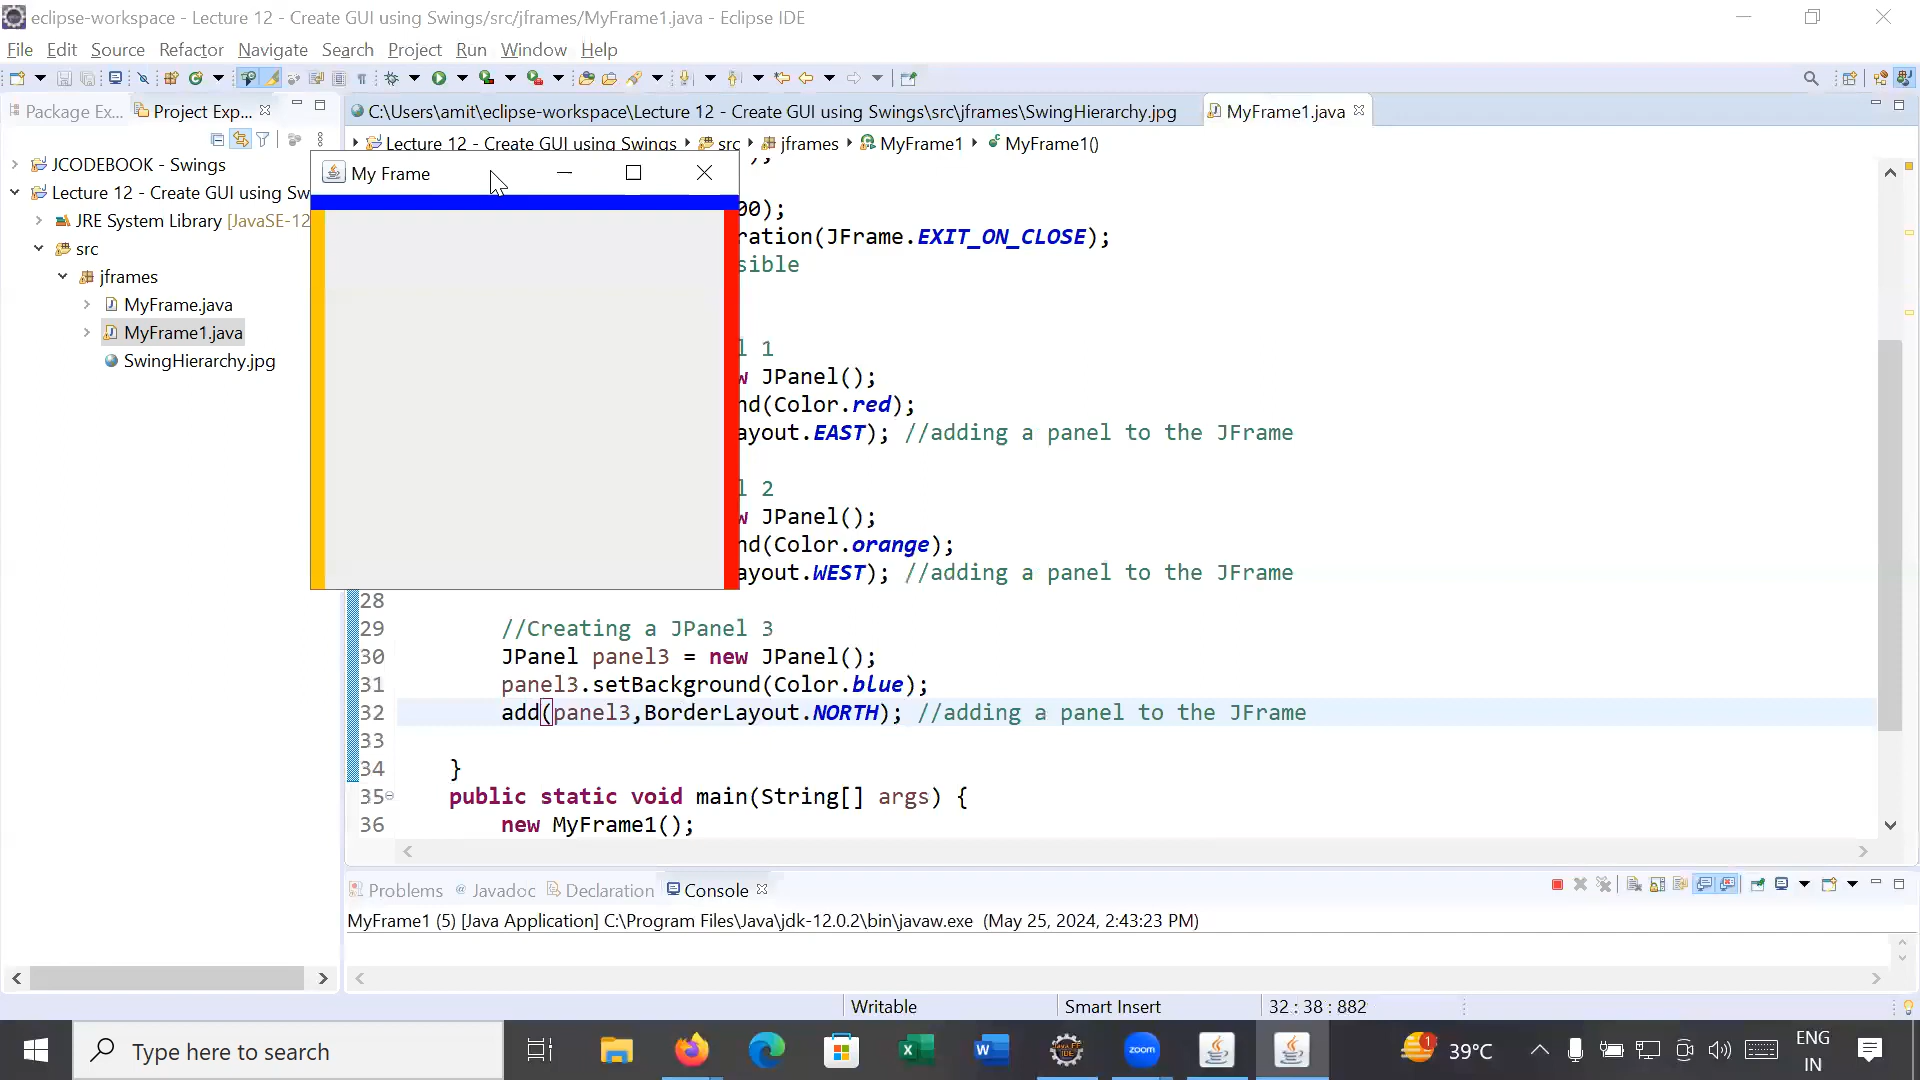 eclipse-workspace - Lecture 12 - Create GUI using Swings/src/jframes/MyFrame1.java - Eclipse IDE
File Edit Source Refactor Navigate Search Project Run Window Help
Package Ex... Project Exp... C:\Users\amit\eclipse-workspace\Lecture 12 - Create GUI using Swings\src\jframes\SwingHierarchy.jpg MyFrame1.java
Lecture 12 - Create GUI using Swings src jframes MyFrame1 MyFrame1()
JCODEBOOK - Swings
Lecture 12 - Create GUI using Sw
JRE System Library [JavaSE-12
src
jframes
MyFrame.java
MyFrame1.java
SwingHierarchy.jpg
My Frame
00);
ration(JFrame.EXIT_ON_CLOSE);
sible
l 1
w JPanel();
nd(Color.red);
ayout.EAST); //adding a panel to the JFrame
l 2
w JPanel();
nd(Color.orange);
ayout.WEST); //adding a panel to the JFrame
28
29 //Creating a JPanel 3
30 JPanel panel3 = new JPanel();
31 panel3.setBackground(Color.blue);
32 add(panel3,BorderLayout.NORTH); //adding a panel to the JFrame
33
34 }
35 public static void main(String[] args) {
36 new MyFrame1();
Problems Javadoc Declaration Console
MyFrame1 (5) [Java Application] C:\Program Files\Java\jdk-12.0.2\bin\javaw.exe (May 25, 2024, 2:43:23 PM)
Writable Smart Insert 32 : 38 : 882
Type here to search
zoom
1
39°C
ENG
IN